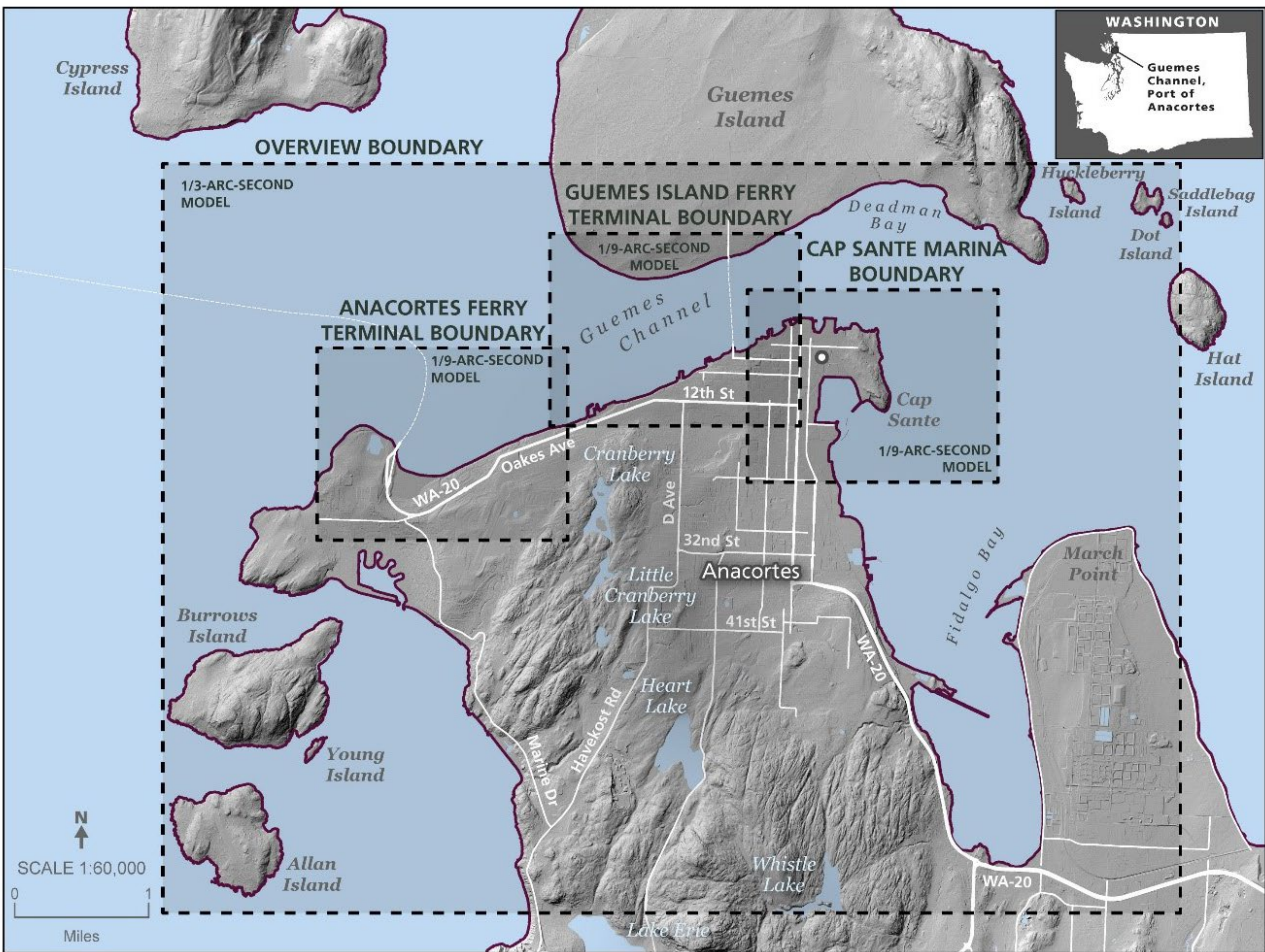 WASHINGTON
Guemes
Channel,
Port of
Anacortes
Cypress
Island
Guemes
Island
OVERVIEW BOUNDARY
1/3-ARC-SECOND
MODEL
GUEMES ISLAND FERRY
TERMINAL BOUNDARY
1/9-ARC-SECOND
MODEL
Huckleberry
Island
Saddlebag
Island
Dot
Island
Deadman
Bay
CAP SANTE MARINA
BOUNDARY
ANACORTES FERRY
TERMINAL BOUNDARY
1/9-ARC-SECOND
MODEL
Guemes
Channel
Hat
Island
12th St
Cap
Sante
1/9-ARC-SECOND
MODEL
Oakes Ave
WA-20
Cranberry
Lake
D Ave
32nd St
Anacortes
Little
Cranberry
Lake
41st St
March
Point
Fidalgo Bay
Burrows
Island
WA-20
Heart
Lake
Havekost Rd
Marine Dr
Young
Island
Allan
Island
Whistle
Lake
WA-20
Lake Erie
N
SCALE 1:60,000
0 1
Miles